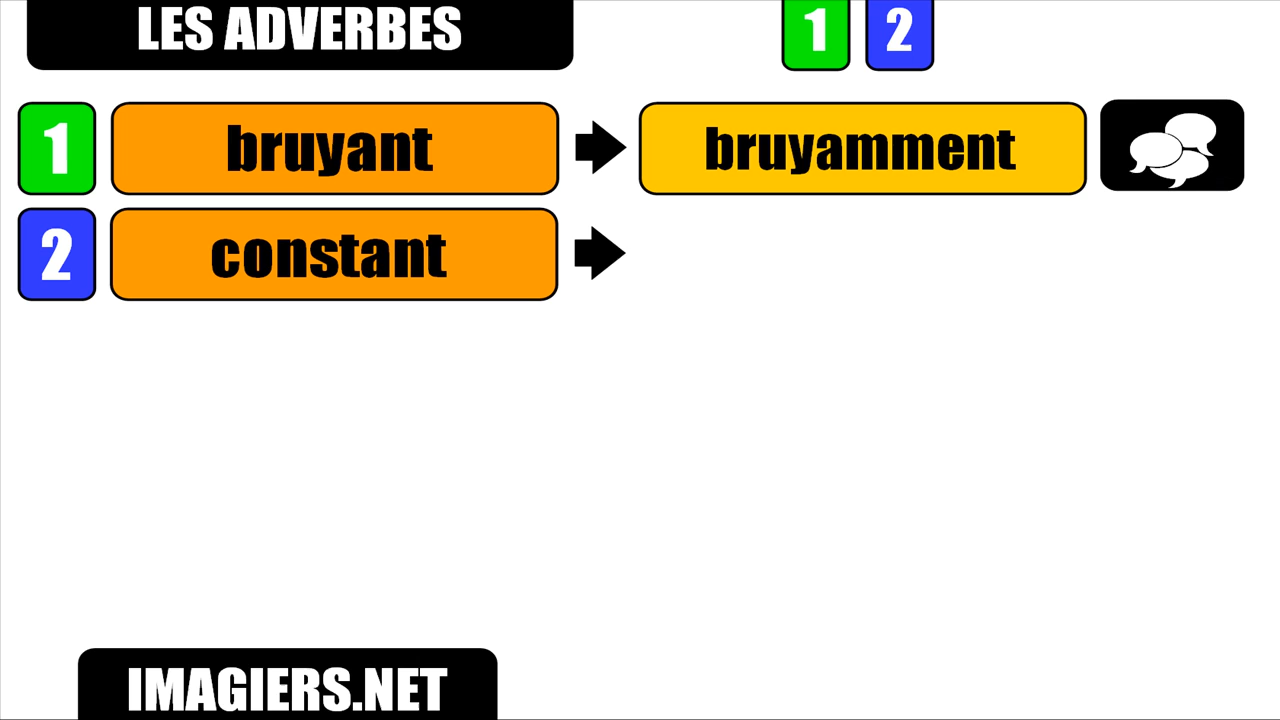 LES ADVERBES
1 2
1 bruyant bruyamment
2 constant
IMAGIERS.NET